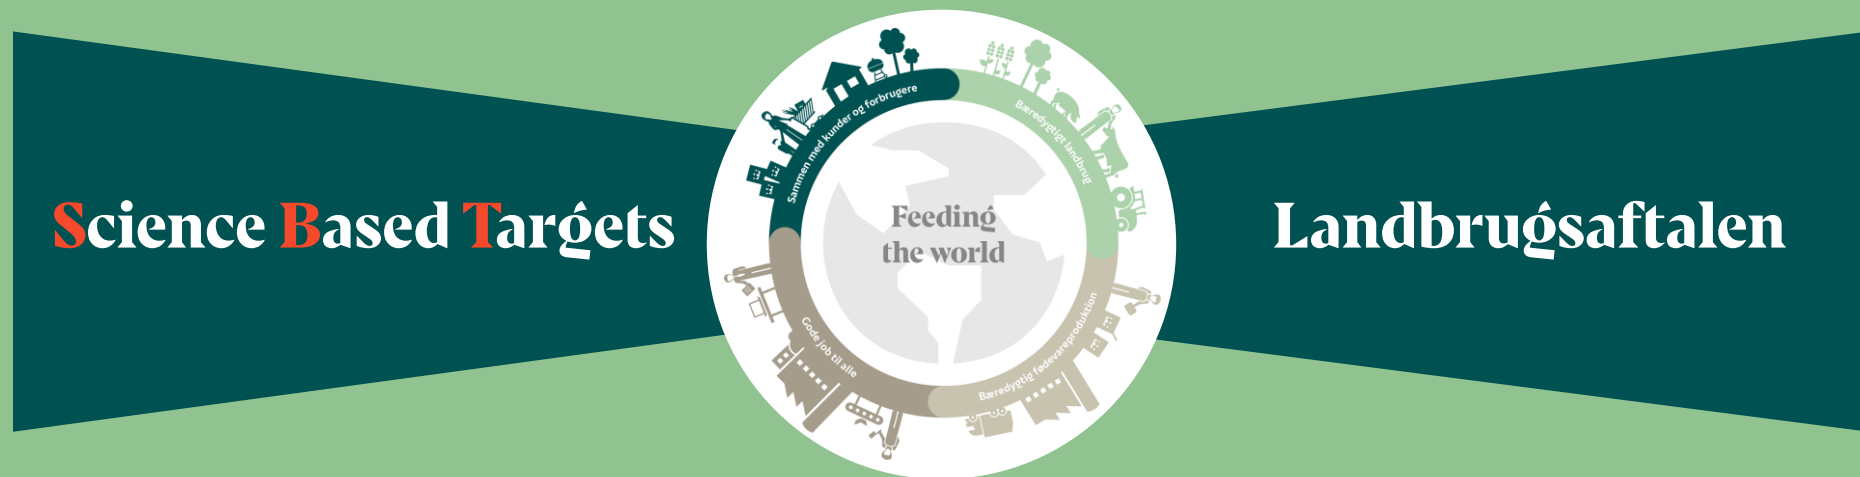 Science Based Targets
Sammen med kunder og forbrugere
Bæredygtigt landbrug
Feeding
the world
Gode job til alle
Bæredygtig fødevareproduktion
Landbrugsaftalen